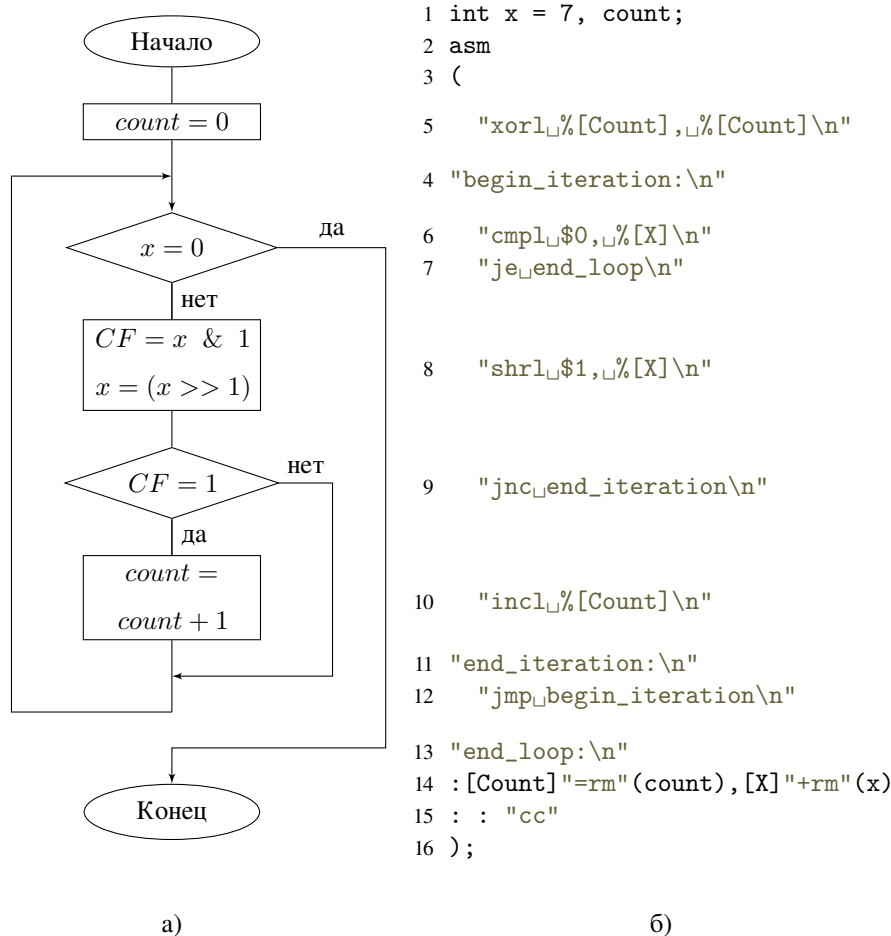 Начало
count = 0
x = 0
да
нет
CF = x & 1
x = (x >> 1)
CF = 1
нет
да
count =
count + 1
Конец
а)
1 int x = 7, count;
2 asm
3 (
5 "xorl␣%[Count],␣%[Count]\n"
4 "begin_iteration:\n"
6 "cmpl␣$0,␣%[X]\n"
7 "je␣end_loop\n"
8 "shrl␣$1,␣%[X]\n"
9 "jnc␣end_iteration\n"
10 "incl␣%[Count]\n"
11 "end_iteration:\n"
12 "jmp␣begin_iteration\n"
13 "end_loop:\n"
14 :[Count]"=rm"(count),[X]"+rm"(x)
15 : : "cc"
16 );
б)